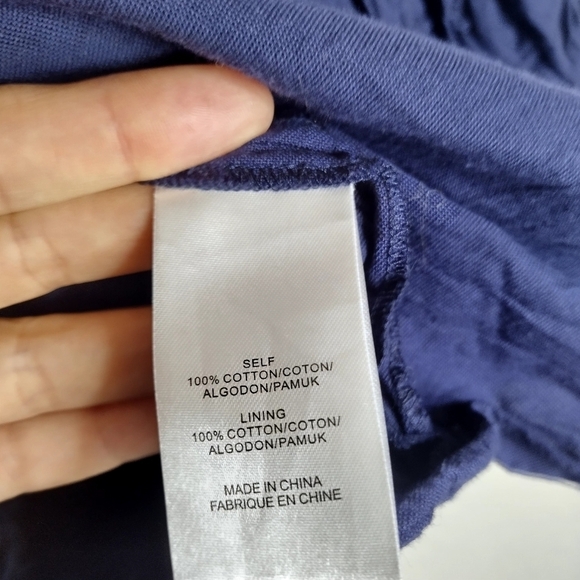 SELF
100% COTTON/COTON/
ALGODON/PAMUK
LINING
100% COTTON/COTON/
ALGODON/PAMUK
MADE IN CHINA
FABRIQUE EN CHINE